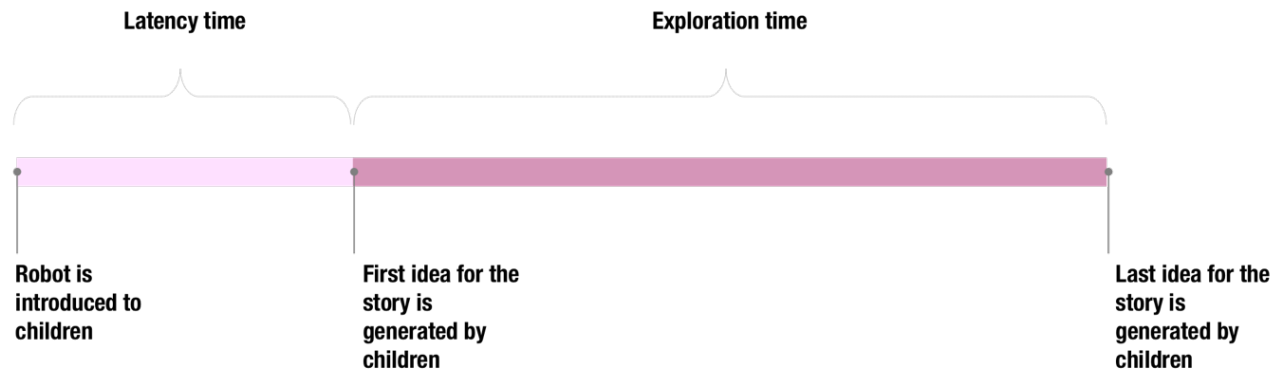 Latency time
Exploration time
Robot is
introduced to
children
First idea for the
story is
generated by
children
Last idea for the
story is
generated by
children